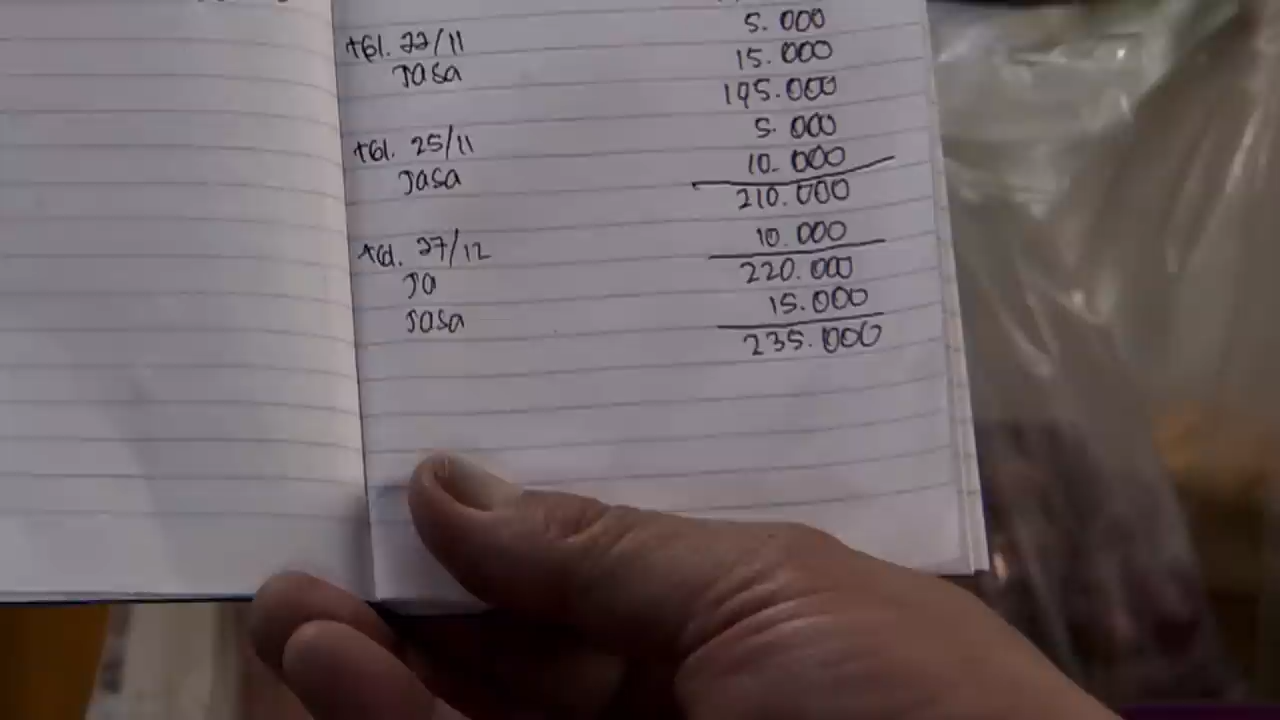 5.000
tgl. 22/11 15.000
Jasa 195.000
5.000
tgl. 25/11 10.000
Jasa 210.000
10.000
tgl. 27/12 220.000
Ja 15.000
Jasa 235.000